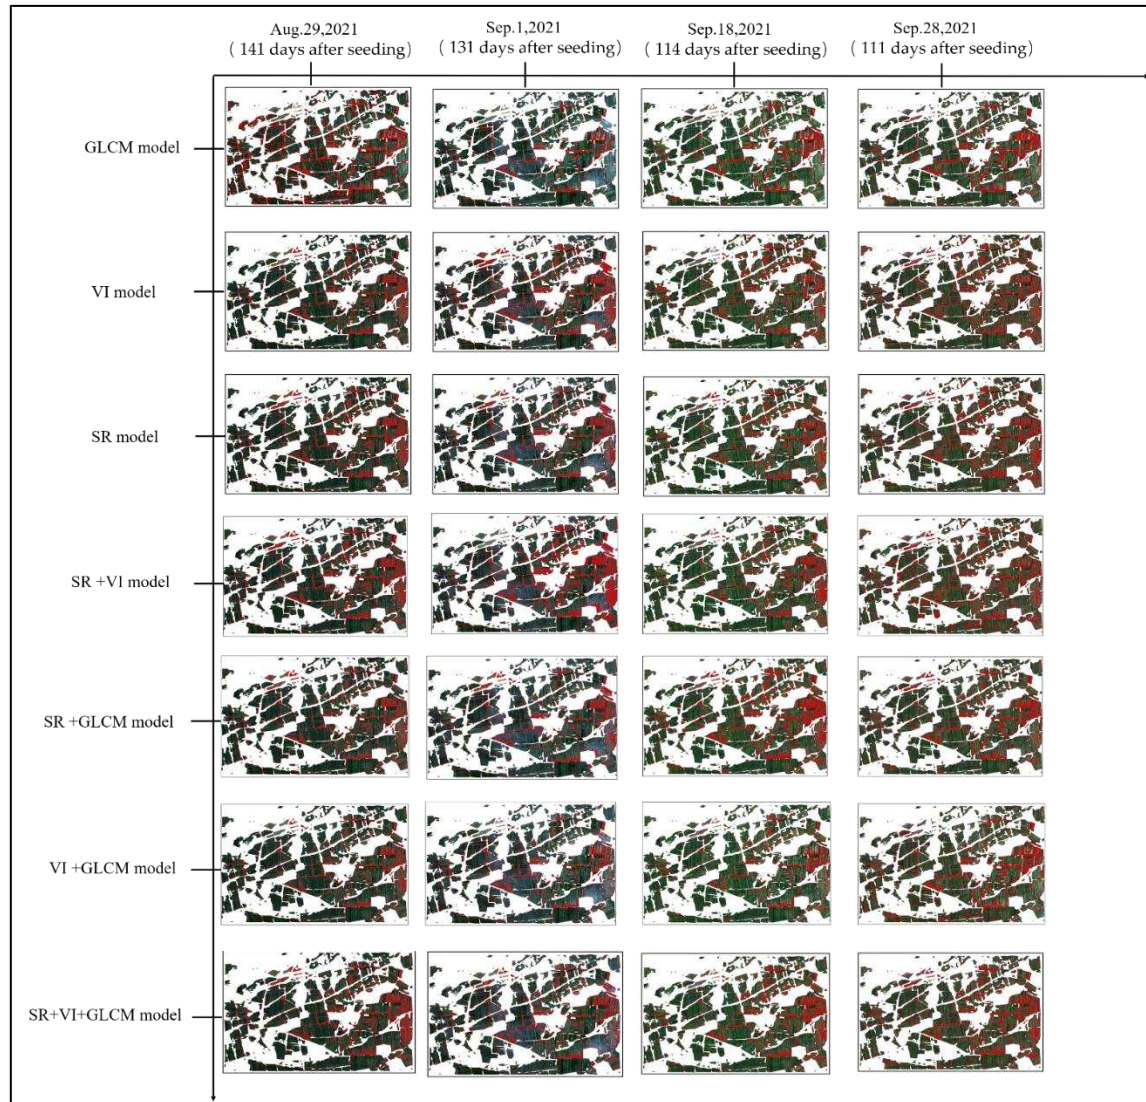 Aug.29,2021
( 141 days after seeding)
Sep.1,2021
( 131 days after seeding)
Sep.18,2021
( 114 days after seeding)
Sep.28,2021
( 111 days after seeding)
GLCM model
VI model
SR model
SR +VI model
SR +GLCM model
VI +GLCM model
SR+VI+GLCM model